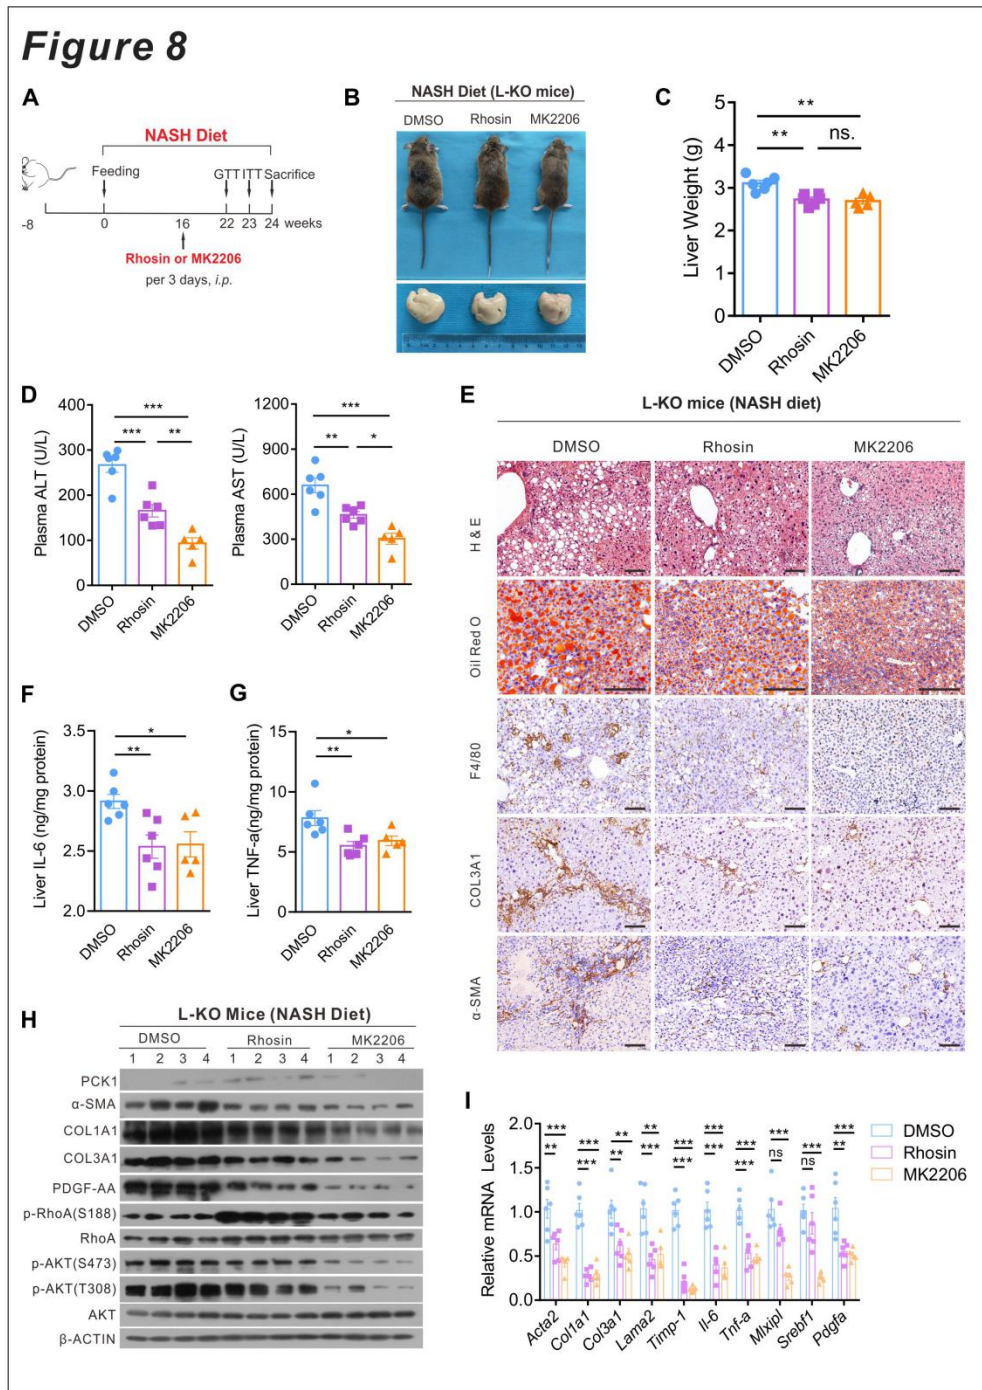 Figure 8
A
NASH Diet
Feeding
GTT ITT Sacrifice
-8 0 16 22 23 24 weeks
Rhosin or MK2206
per 3 days, i.p.
B
NASH Diet (L-KO mice)
DMSO Rhosin MK2206
C
Liver Weight (g)
5
4
3
2
1
0
**
** ns.
DMSO Rhosin MK2206
D
Plasma ALT (U/L)
400
300
200
100
0
***
*** **
DMSO Rhosin MK2206
Plasma AST (U/L)
1200
900
600
300
0
***
** *
DMSO Rhosin MK2206
E
L-KO mice (NASH diet)
DMSO Rhosin MK2206
H & E
Oil Red O
F4/80
COL3A1
α-SMA
F
Liver IL-6 (ng/mg protein)
3.5
3.0
2.5
2.0
*
**
DMSO Rhosin MK2206
G
Liver TNF-a(ng/mg protein)
15
10
5
0
*
**
DMSO Rhosin MK2206
H
L-KO Mice (NASH Diet)
DMSO Rhosin MK2206
1 2 3 4 1 2 3 4 1 2 3 4
PCK1
α-SMA
COL1A1
COL3A1
PDGF-AA
p-RhoA(S188)
RhoA
p-AKT(S473)
p-AKT(T308)
AKT
β-ACTIN
I
Relative mRNA Levels
2.0
1.5
1.0
0.5
0.0
*** *** ** ** *** *** *** *** *** ***
** *** ** *** *** *** *** ns ns **
DMSO
Rhosin
MK2206
Acta2 Col1a1 Col3a1 Lama2 Timp-1 Il-6 Tnf-a Mlxipl Srebf1 Pdgfa